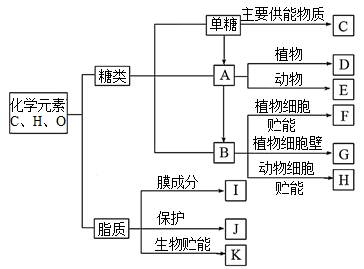 化学元素
C、H、O
糖类
脂质
单糖
主要供能物质
C
A
植物
D
动物
E
B
植物细胞
贮能
F
植物细胞壁
G
动物细胞
贮能
H
膜成分
I
保护
J
生物贮能
K